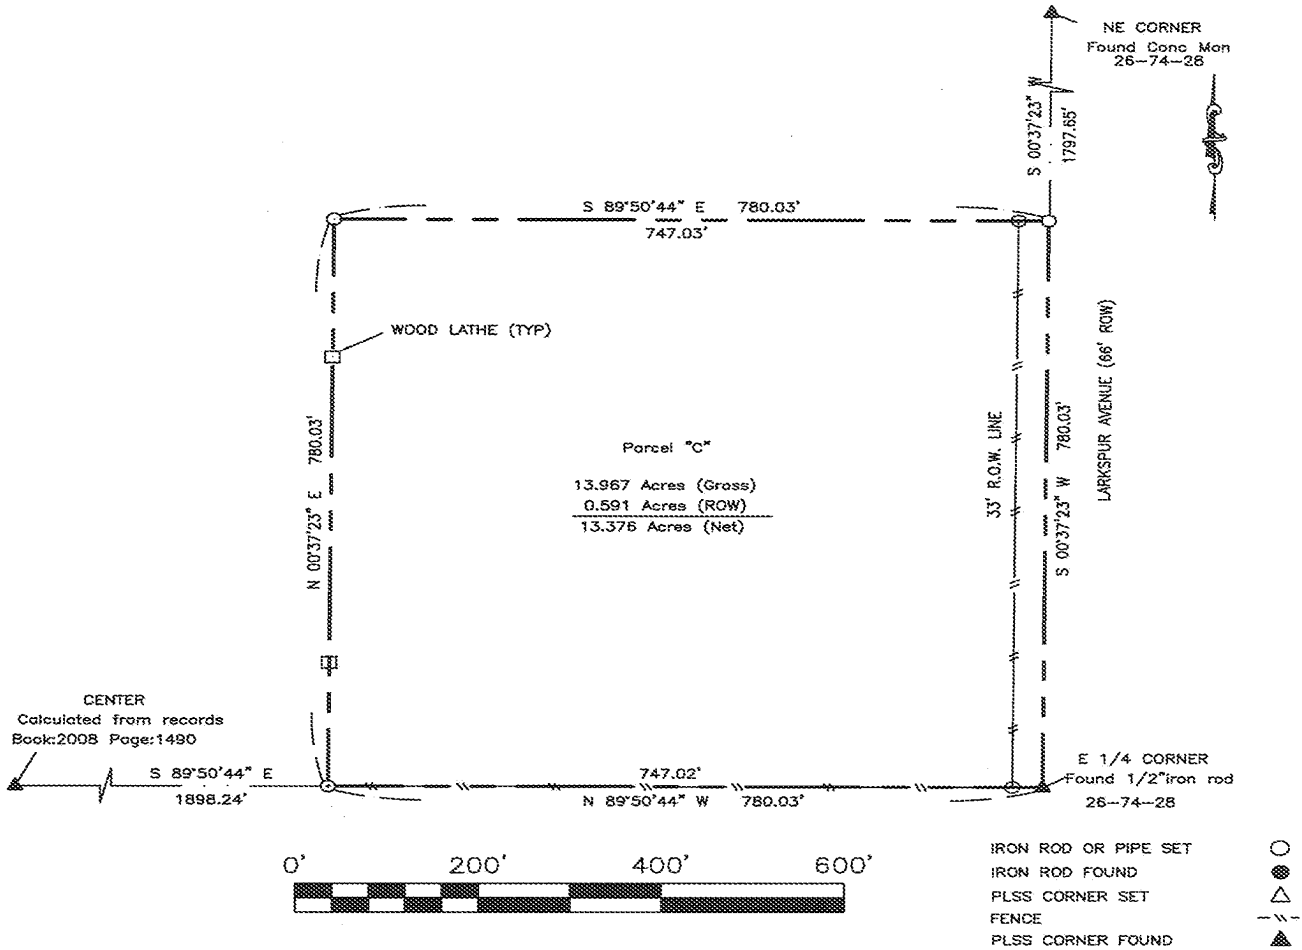 NE CORNER
Found Conc Mon
26-74-28
S 00°37'23" W
1797.65'
S 89°50'44" E 780.03'
747.03'
WOOD LATHE (TYP)
N 00°37'23" E 780.03'
Parcel "C"
13.967 Acres (Gross)
0.591 Acres (ROW)
13.376 Acres (Net)
33' R.O.W. LINE
S 00°37'23" W 780.03'
LARKSPUR AVENUE (66' ROW)
CENTER
Calculated from records
Book:2008 Page:1490
S 89°50'44" E
1898.24'
747.02'
N 89°50'44" W 780.03'
E 1/4 CORNER
Found 1/2"iron rod
26-74-28
0' 200' 400' 600'
IRON ROD OR PIPE SET
IRON ROD FOUND
PLSS CORNER SET
FENCE
PLSS CORNER FOUND